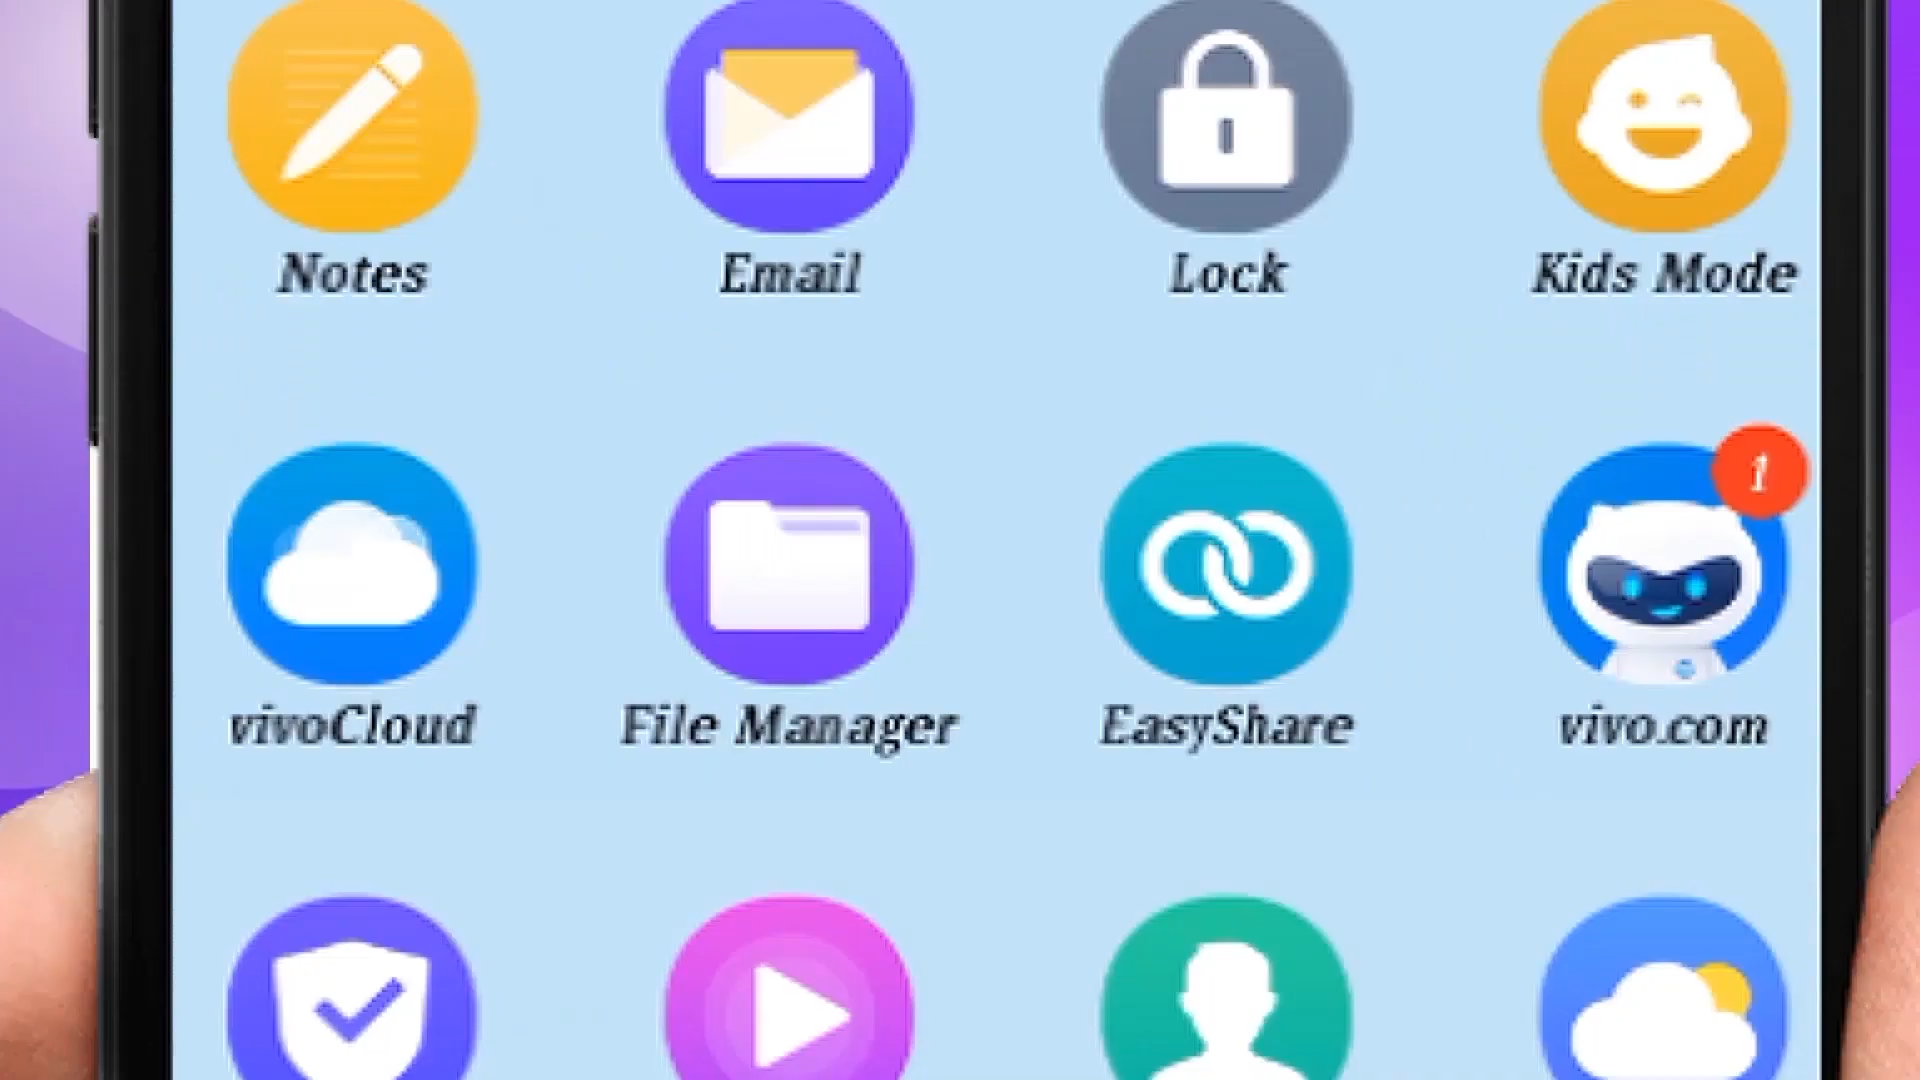 Notes
Email
Lock
Kids Mode
1
vivoCloud
File Manager
EasyShare
vivo.com